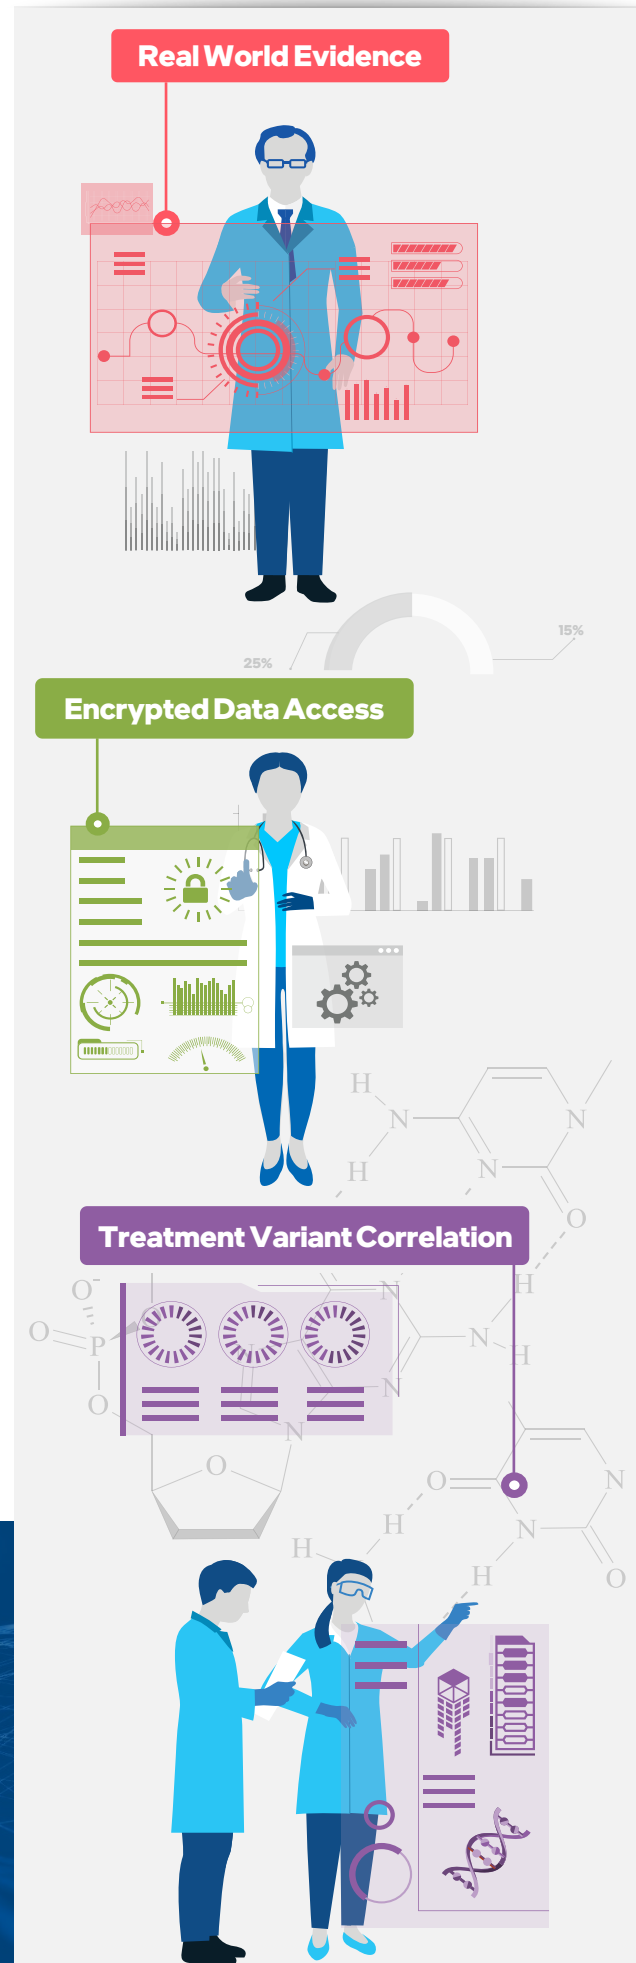 Real World Evidence
15%
25%
Encrypted Data Access
H
N
N
H
N
O
Treatment Variant Correlation
H
O-
N
O
P
N
H
N
O
N
O
O
N
H
N
H
H
O